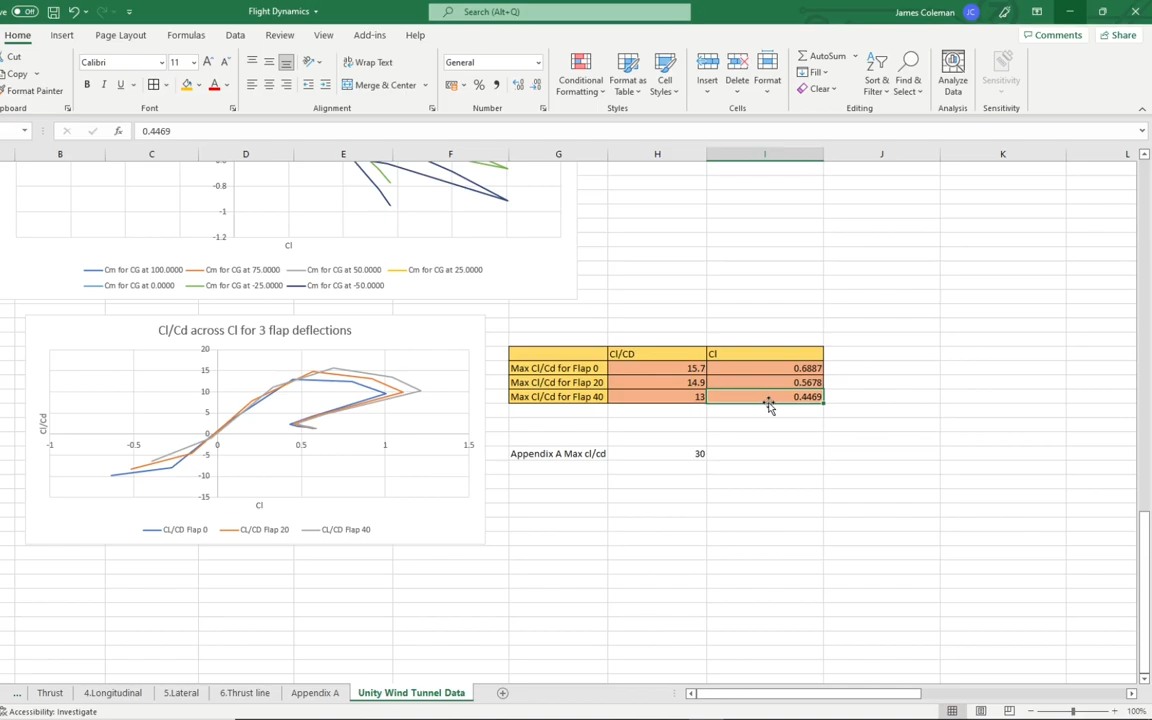 ve Off Flight Dynamics Search (Alt+Q) James Coleman JC
Home Insert Page Layout Formulas Data Review View Add-ins Help Comments Share
Cut Calibri 11 A A Wrap Text General Conditional Formatting Format as Table Cell Styles Insert Delete Format AutoSum Sort & Filter Find & Select Analyze Data Sensitivity
Copy Fill
Format Painter B I U A Merge & Center % 9 Clear
pboard Font Alignment Number Styles Cells Editing Analysis Sensitivity
fx 0.4469
B C D E F G H I J K L
-0.8
-1
-1.2
Cl
Cm for CG at 100.0000 Cm for CG at 75.0000 Cm for CG at 50.0000 Cm for CG at 25.0000
Cm for CG at 0.0000 Cm for CG at -25.0000 Cm for CG at -50.0000
Cl/Cd across Cl for 3 flap deflections
20
15
10
5
0
-5
-10
-15
-1 -0.5 0 0.5 1 1.5
Cl/Cd
Cl
CL/CD Flap 0 CL/CD Flap 20 CL/CD Flap 40
Cl/CD Cl
Max Cl/Cd for Flap 0 15.7 0.6887
Max Cl/Cd for Flap 20 14.9 0.5678
Max Cl/Cd for Flap 40 13 0.4469
Appendix A Max cl/cd 30
... Thrust 4.Longitudinal 5.Lateral 6.Thrust line Appendix A Unity Wind Tunnel Data
Accessibility: Investigate 100%